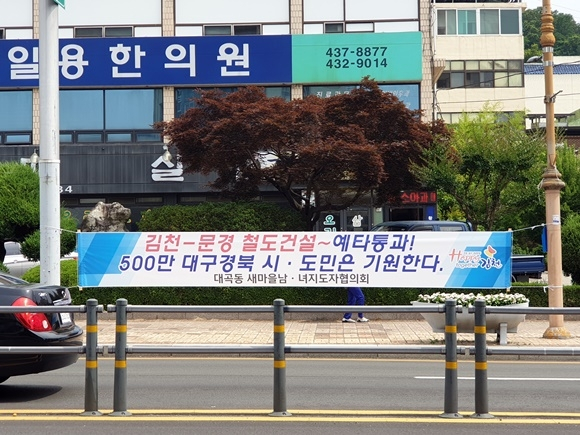 일용한의원
437-8877
432-9014
김천-문경 철도건설~예타통과!
500만 대구경북 시·도민은 기원한다.
대곡동 새마을남·녀지도자협의회
Happy
김천